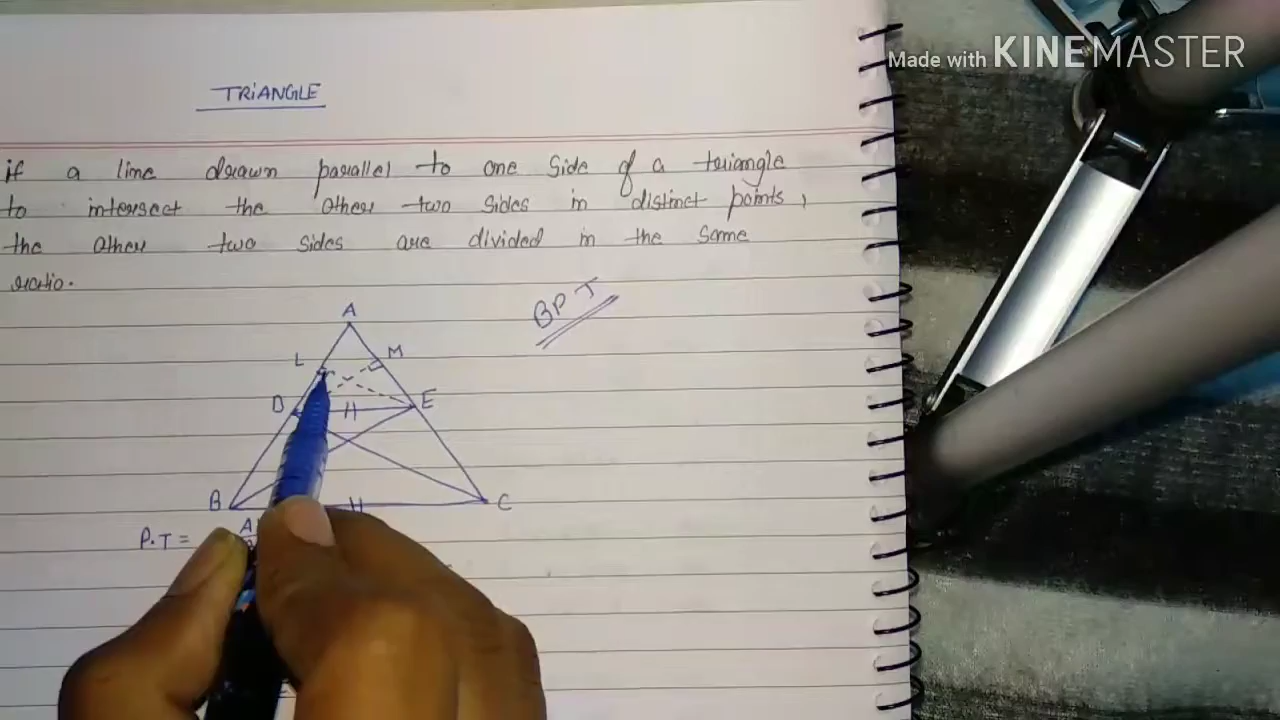 Made with KINEMASTER
TRIANGLE
if a line drawn parallel to one side of a triangle
to intersect the other two sides in distinct points,
the other two sides are divided in the same
ratio.
BPT
A
L M
D E
B C
P.T = A